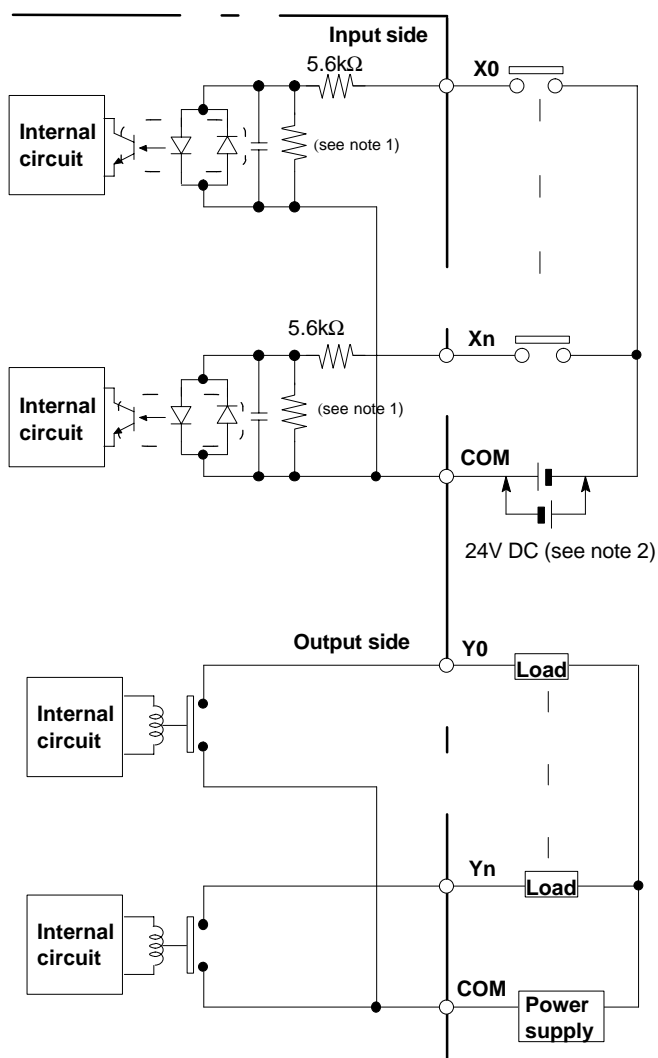 Input side
5.6kΩ
X0
Internal
circuit
(see note 1)
5.6kΩ
Xn
Internal
circuit
(see note 1)
COM
24V DC (see note 2)
Output side
Y0
Load
Internal
circuit
Yn
Load
Internal
circuit
COM
Power
supply